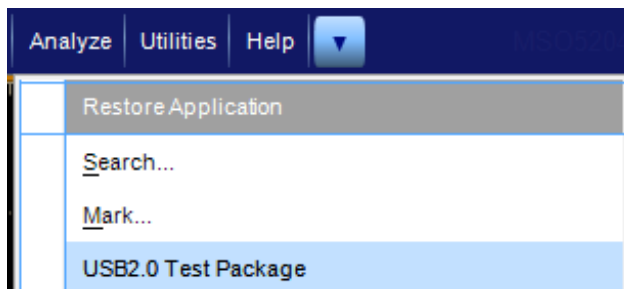 Analyze Utilities Help ▼
Restore Application
Search...
Mark...
USB2.0 Test Package